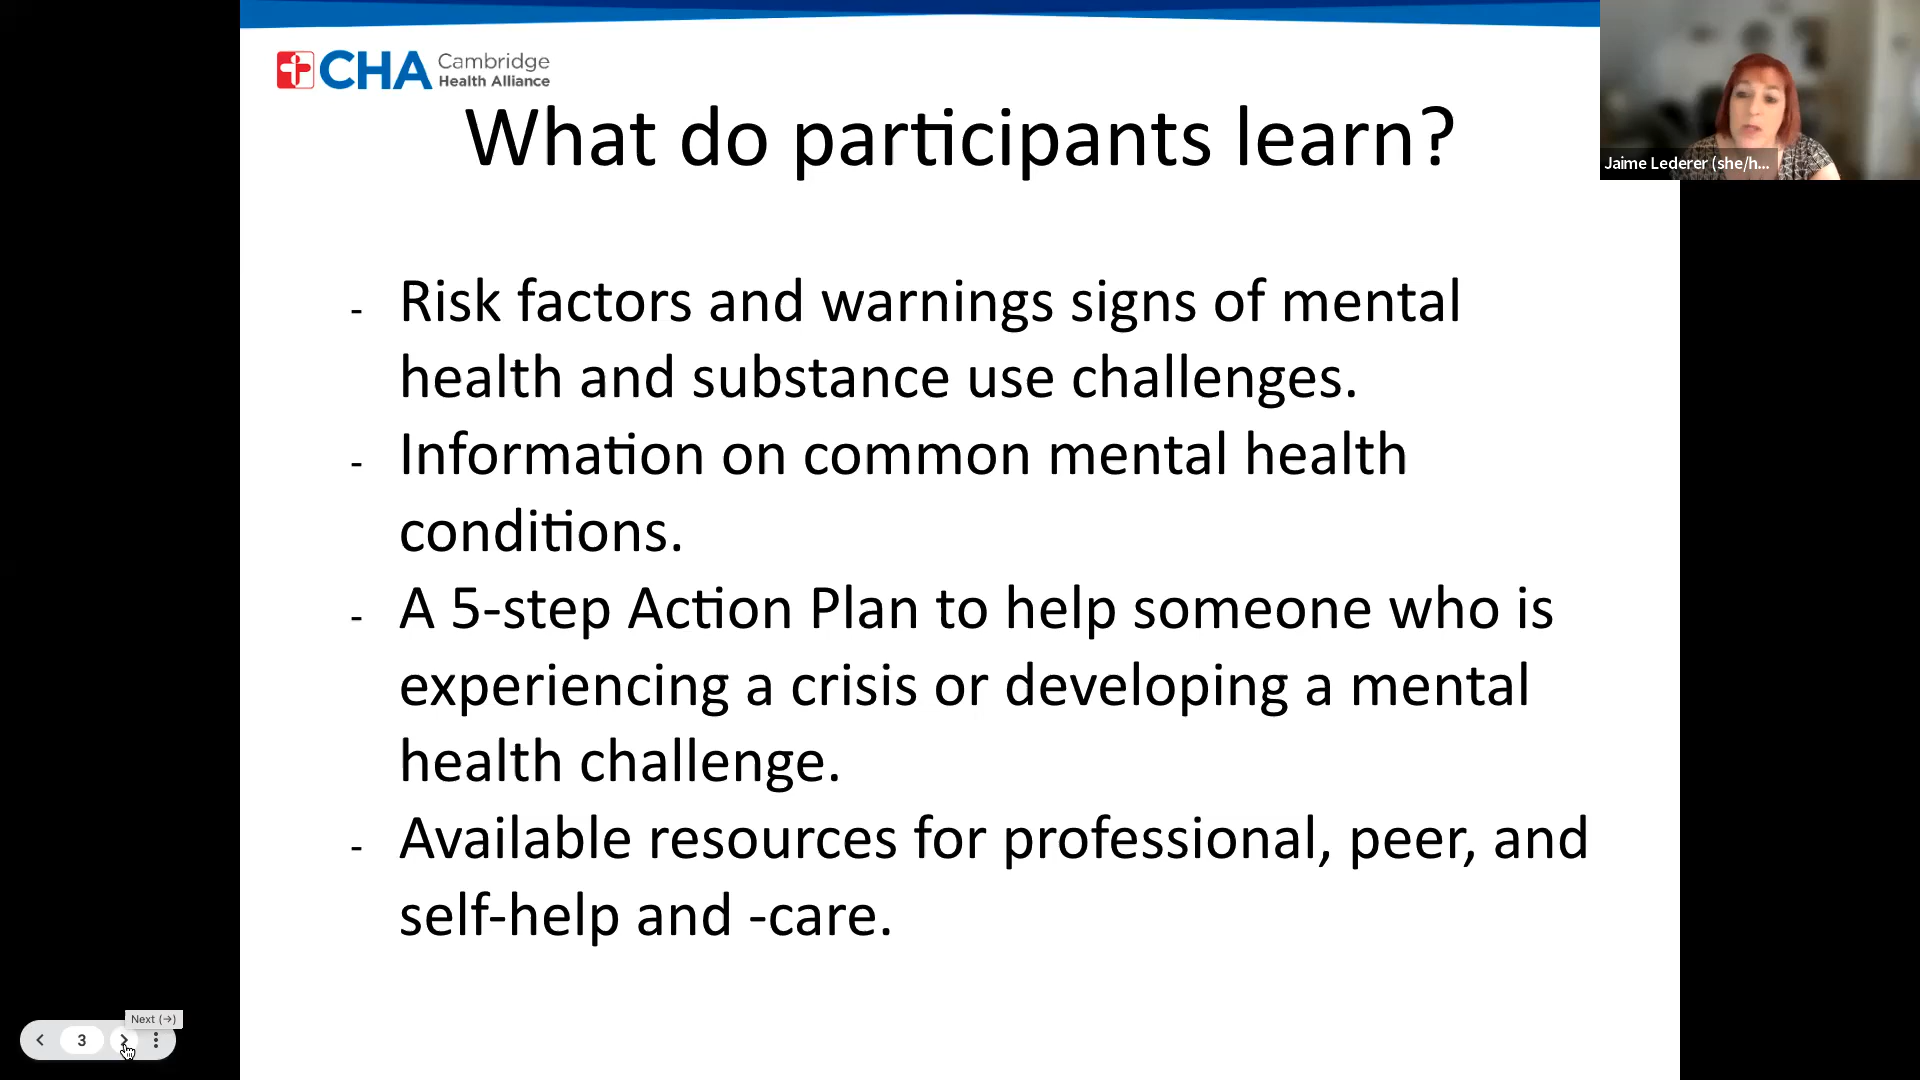 CHA Cambridge
Health Alliance
What do participants learn?
Jaime Lederer (she/h...
- Risk factors and warnings signs of mental
health and substance use challenges.
- Information on common mental health
conditions.
- A 5-step Action Plan to help someone who is
experiencing a crisis or developing a mental
health challenge.
- Available resources for professional, peer, and
self-help and -care.
Next (→)
3